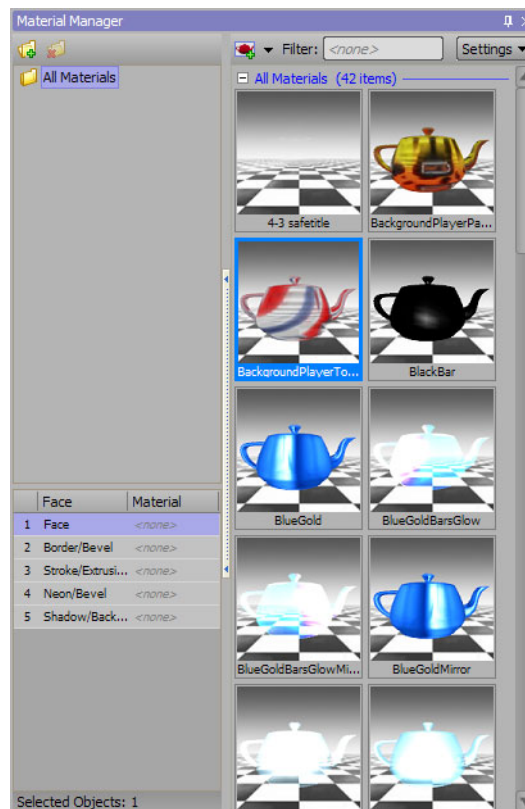 Material Manager
Filter: <none> Settings
All Materials
All Materials (42 items)
4-3 safetitle
BackgroundPlayerPa...
BackgroundPlayerTo...
BlackBar
BlueGold
BlueGoldBarsGlow
BlueGoldBarsGlowMi...
BlueGoldMirror
Face Material
1 Face <none>
2 Border/Bevel <none>
3 Stroke/Extrusi... <none>
4 Neon/Bevel <none>
5 Shadow/Back... <none>
Selected Objects: 1